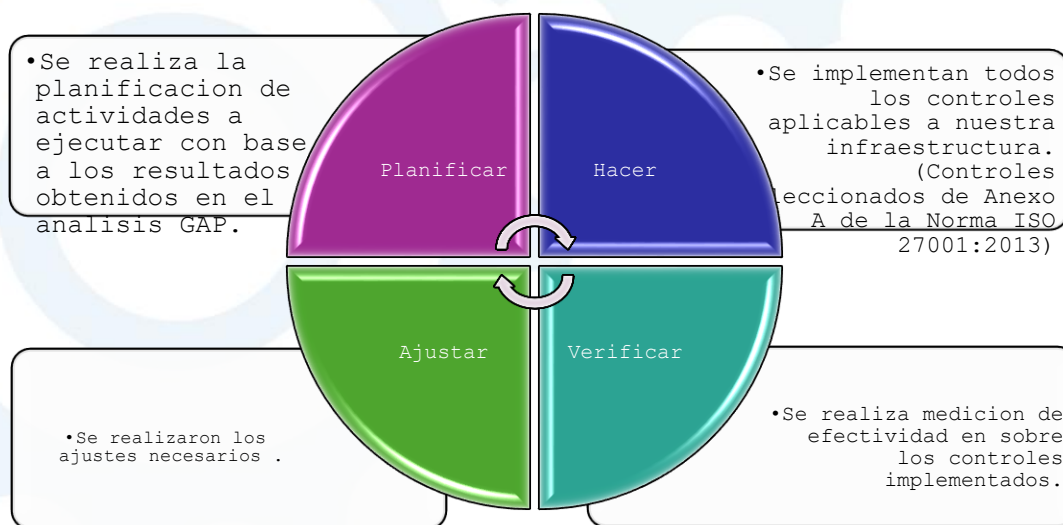 •Se realiza la
planificacion de
actividades a
ejecutar con base
a los resultados
obtenidos en el
analisis GAP.
Planificar
Hacer
•Se implementan todos
los controles
aplicables a nuestra
infraestructura.
(Controles
leccionados de Anexo
A de la Norma ISO
27001:2013)
Ajustar
Verificar
•Se realizaron los
ajustes necesarios .
•Se realiza medicion de
efectividad en sobre
los controles
implementados.